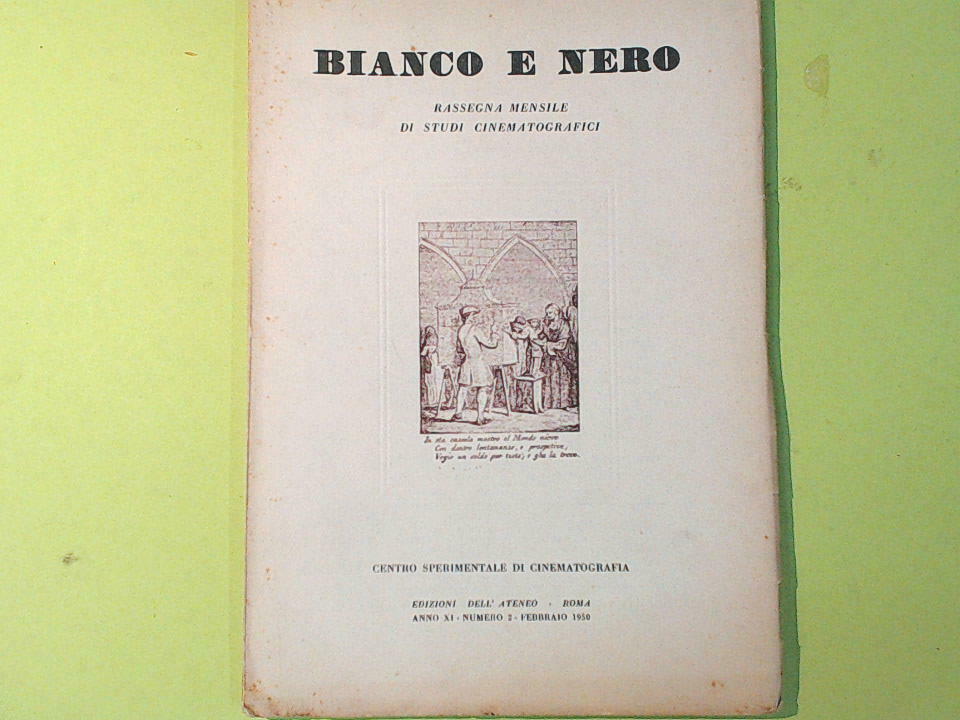 BIANCO E NERO
RASSEGNA MENSILE
DI STUDI CINEMATOGRAFICI
In sta cassela mostro el Mondo niovo
Con dentro lontananze, e prospetive,
Vogio un soldo per testa; e ghe la trovo.
CENTRO SPERIMENTALE DI CINEMATOGRAFIA
EDIZIONI DELL' ATENEO - ROMA
ANNO XI - NUMERO 2 - FEBBRAIO 1950